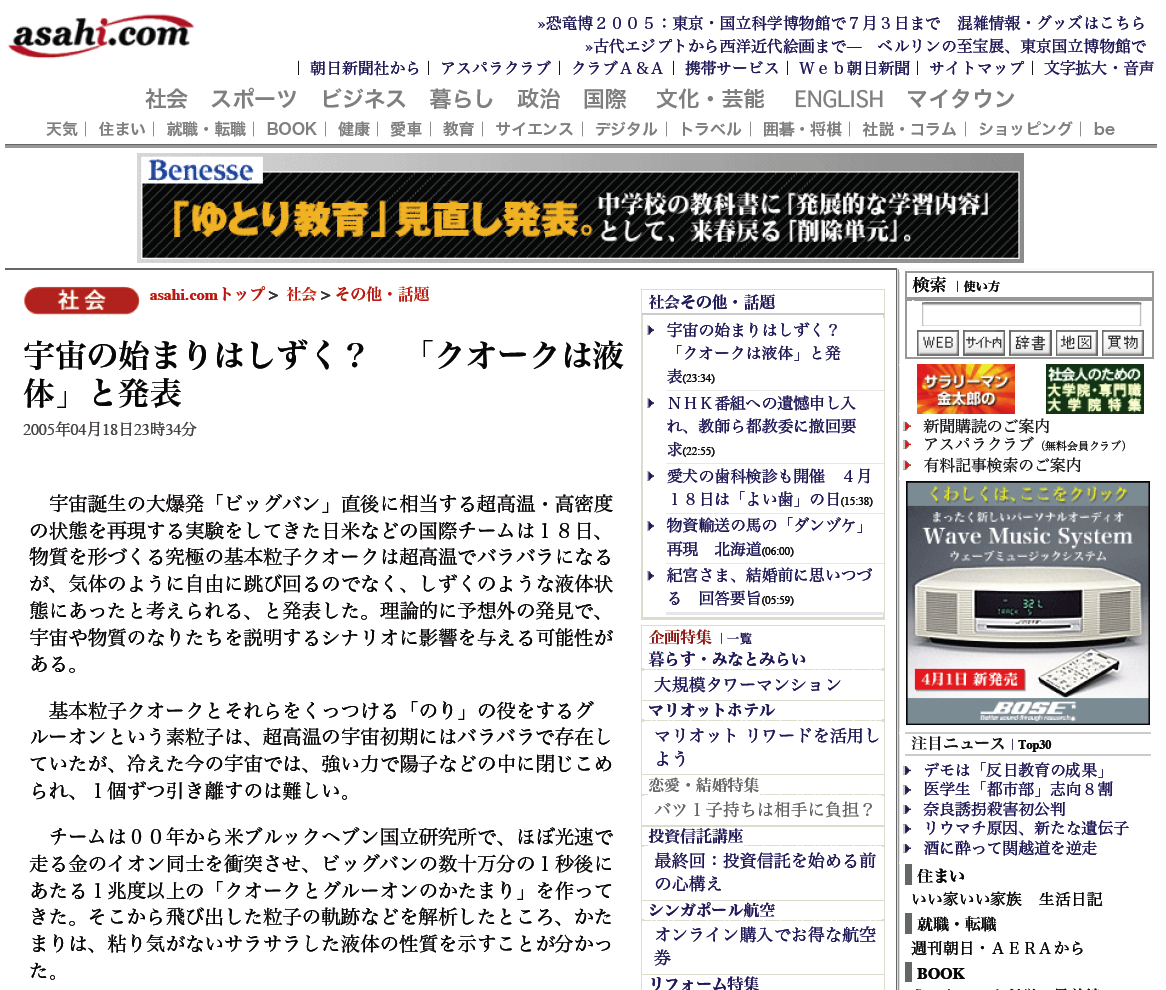 asahi.com
»恐竜博２００５：東京・国立科学博物館で７月３日まで　混雑情報・グッズはこちら
»古代エジプトから西洋近代絵画まで―　ベルリンの至宝展、東京国立博物館で
｜ 朝日新聞社から｜ アスパラクラブ｜ クラブＡ＆Ａ｜ 携帯サービス｜ Ｗｅｂ朝日新聞｜ サイトマップ｜ 文字拡大・音声
社会　スポーツ　ビジネス　暮らし　政治　国際　文化・芸能　ENGLISH　マイタウン
天気｜ 住まい｜ 就職・転職｜ BOOK｜ 健康｜ 愛車｜ 教育｜ サイエンス｜ デジタル｜ トラベル｜ 囲碁・将棋｜ 社説・コラム｜ ショッピング｜ be
Benesse
「ゆとり教育」見直し発表。
中学校の教科書に「発展的な学習内容」
として、来春戻る「削除単元」。
社会
asahi.comトップ＞ 社会＞その他・話題
宇宙の始まりはしずく？　「クオークは液
体」と発表
2005年04月18日23時34分
　宇宙誕生の大爆発「ビッグバン」直後に相当する超高温・高密度
の状態を再現する実験をしてきた日米などの国際チームは１８日、
物質を形づくる究極の基本粒子クオークは超高温でバラバラになる
が、気体のように自由に跳び回るのでなく、しずくのような液体状
態にあったと考えられる、と発表した。理論的に予想外の発見で、
宇宙や物質のなりたちを説明するシナリオに影響を与える可能性が
ある。
　基本粒子クオークとそれらをくっつける「のり」の役をするグ
ルーオンという素粒子は、超高温の宇宙初期にはバラバラで存在し
ていたが、冷えた今の宇宙では、強い力で陽子などの中に閉じこめ
られ、１個ずつ引き離すのは難しい。
　チームは００年から米ブルックヘブン国立研究所で、ほぼ光速で
走る金のイオン同士を衝突させ、ビッグバンの数十万分の１秒後に
あたる１兆度以上の「クオークとグルーオンのかたまり」を作って
きた。そこから飛び出した粒子の軌跡などを解析したところ、かた
まりは、粘り気がないサラサラした液体の性質を示すことが分かっ
た。
社会その他・話題
宇宙の始まりはしずく？
「クオークは液体」と発
表(23:34)
ＮＨＫ番組への遺憾申し入
れ、教師ら都教委に撤回要
求(22:55)
愛犬の歯科検診も開催　４月
１８日は「よい歯」の日(15:38)
物資輸送の馬の「ダンヅケ」
再現　北海道(06:00)
紀宮さま、結婚前に思いつづ
る　回答要旨(05:59)
企画特集 ｜一覧
暮らす・みなとみらい
大規模タワーマンション
マリオットホテル
マリオット リワードを活用し
よう
恋愛・結婚特集
バツ１子持ちは相手に負担？
投資信託講座
最終回：投資信託を始める前
の心構え
シンガポール航空
オンライン購入でお得な航空
券
リフォーム特集
検索 ｜使い方
WEB サイト内 辞書 地図 買物
サラリーマン
金太郎の
社会人のための
大学院・専門職
大学院特集
新聞購読のご案内
アスパラクラブ（無料会員クラブ）
有料記事検索のご案内
くわしくは、ここをクリック
まったく新しいパーソナルオーディオ
Wave Music System
ウェーブミュージックシステム
4月1日 新発売
BOSE
Better sound through research
注目ニュース ｜Top30
デモは「反日教育の成果」
医学生「都市部」志向８割
奈良誘拐殺害初公判
リウマチ原因、新たな遺伝子
酒に酔って関越道を逆走
住まい
いい家いい家族　生活日記
就職・転職
週刊朝日・ＡＥＲＡから
BOOK